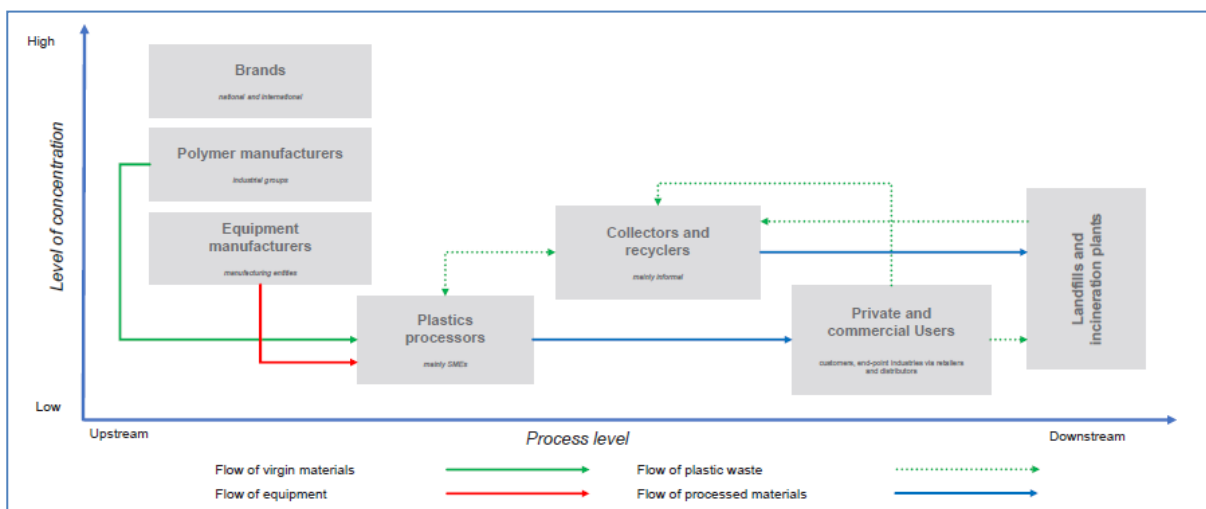 High
Brands
national and international
Polymer manufacturers
industrial groups
Equipment
manufacturers
manufacturing entities
Level of concentration
Collectors and
recyclers
mainly informal
Plastics
processors
mainly SMEs
Private and
commercial Users
customers, end-point industries via retailers
and distributors
Landfills and
incineration plants
Low
Upstream
Process level
Downstream
Flow of virgin materials
Flow of plastic waste
Flow of equipment
Flow of processed materials